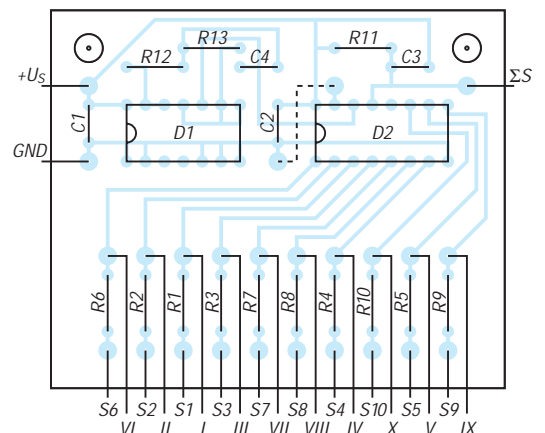 R13
R11
R12
C4
C3
+Us
ΣS
C1
D1
C2
D2
GND
R6 R2 R1 R3 R7 R8 R4 R10 R5 R9
S6 S2 S1 S3 S7 S8 S4 S10 S5 S9
VI II I III VII VIII IV X V IX